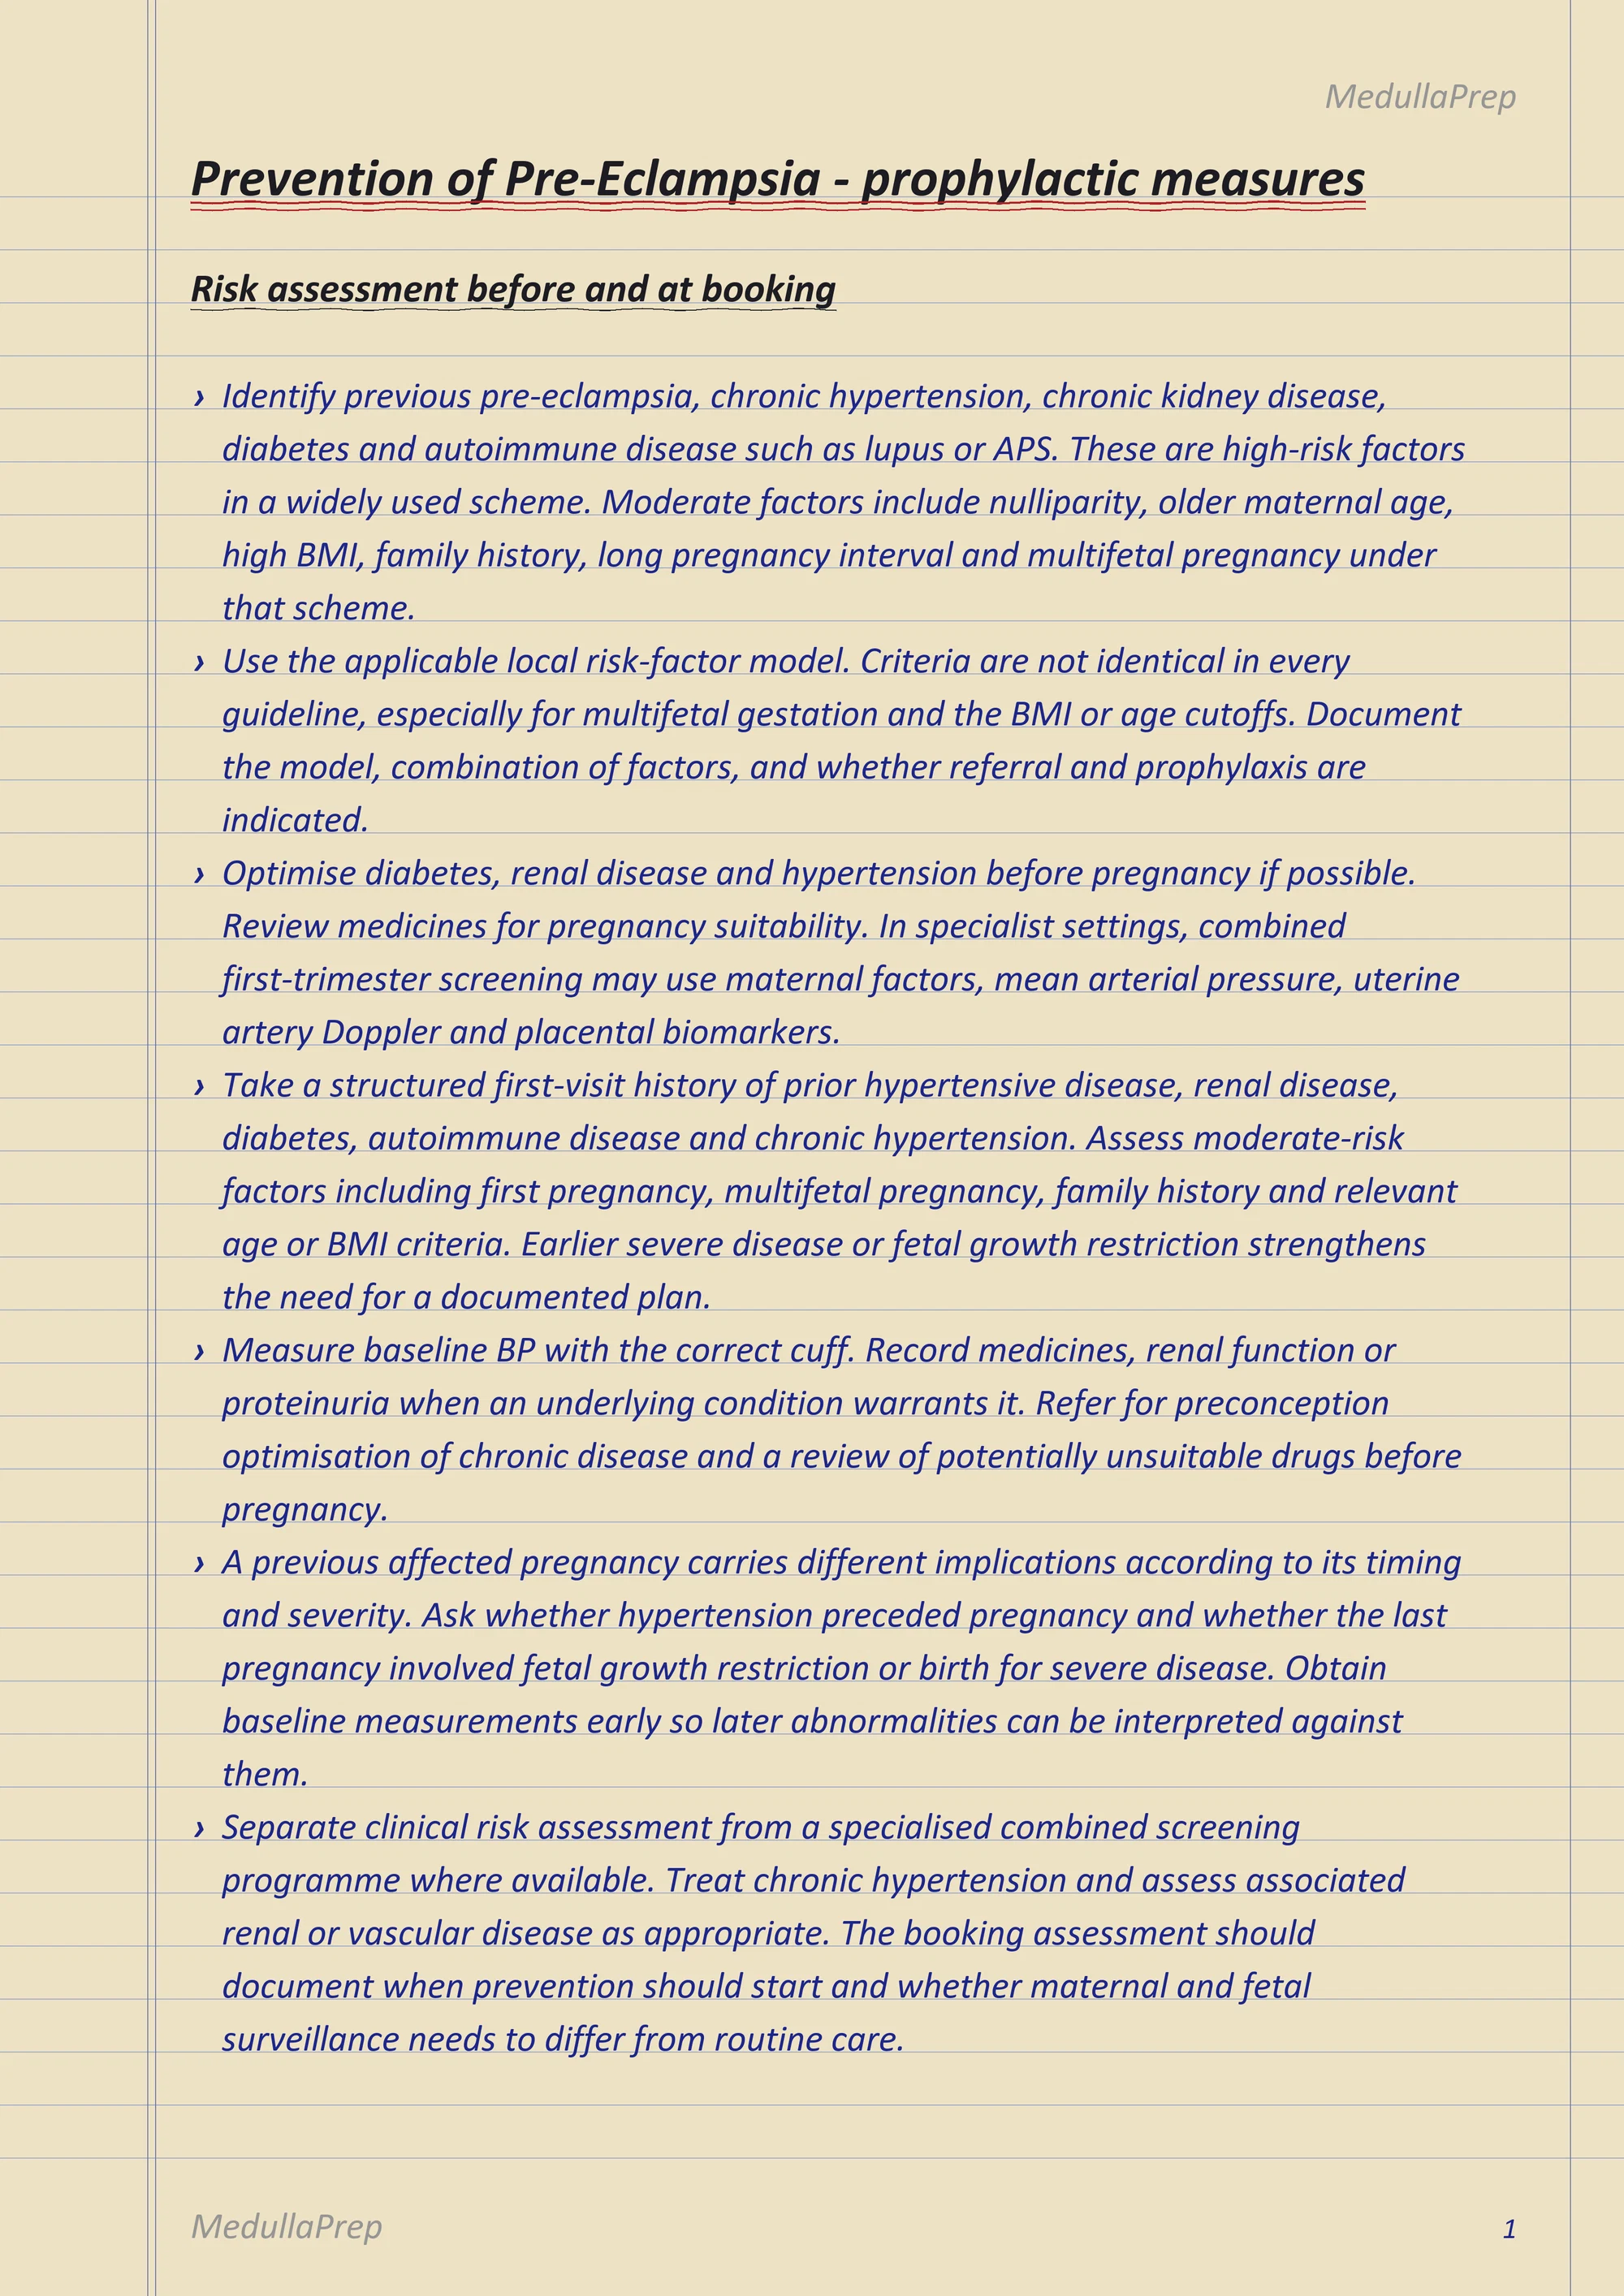 MedullaPrep
Prevention of Pre-Eclampsia - prophylactic measures
Risk assessment before and at booking
› Identify previous pre-eclampsia, chronic hypertension, chronic kidney disease,
diabetes and autoimmune disease such as lupus or APS. These are high-risk factors
in a widely used scheme. Moderate factors include nulliparity, older maternal age,
high BMI, family history, long pregnancy interval and multifetal pregnancy under
that scheme.
› Use the applicable local risk-factor model. Criteria are not identical in every
guideline, especially for multifetal gestation and the BMI or age cutoffs. Document
the model, combination of factors, and whether referral and prophylaxis are
indicated.
› Optimise diabetes, renal disease and hypertension before pregnancy if possible.
Review medicines for pregnancy suitability. In specialist settings, combined
first-trimester screening may use maternal factors, mean arterial pressure, uterine
artery Doppler and placental biomarkers.
› Take a structured first-visit history of prior hypertensive disease, renal disease,
diabetes, autoimmune disease and chronic hypertension. Assess moderate-risk
factors including first pregnancy, multifetal pregnancy, family history and relevant
age or BMI criteria. Earlier severe disease or fetal growth restriction strengthens
the need for a documented plan.
› Measure baseline BP with the correct cuff. Record medicines, renal function or
proteinuria when an underlying condition warrants it. Refer for preconception
optimisation of chronic disease and a review of potentially unsuitable drugs before
pregnancy.
› A previous affected pregnancy carries different implications according to its timing
and severity. Ask whether hypertension preceded pregnancy and whether the last
pregnancy involved fetal growth restriction or birth for severe disease. Obtain
baseline measurements early so later abnormalities can be interpreted against
them.
› Separate clinical risk assessment from a specialised combined screening
programme where available. Treat chronic hypertension and assess associated
renal or vascular disease as appropriate. The booking assessment should
document when prevention should start and whether maternal and fetal
surveillance needs to differ from routine care.
MedullaPrep
1